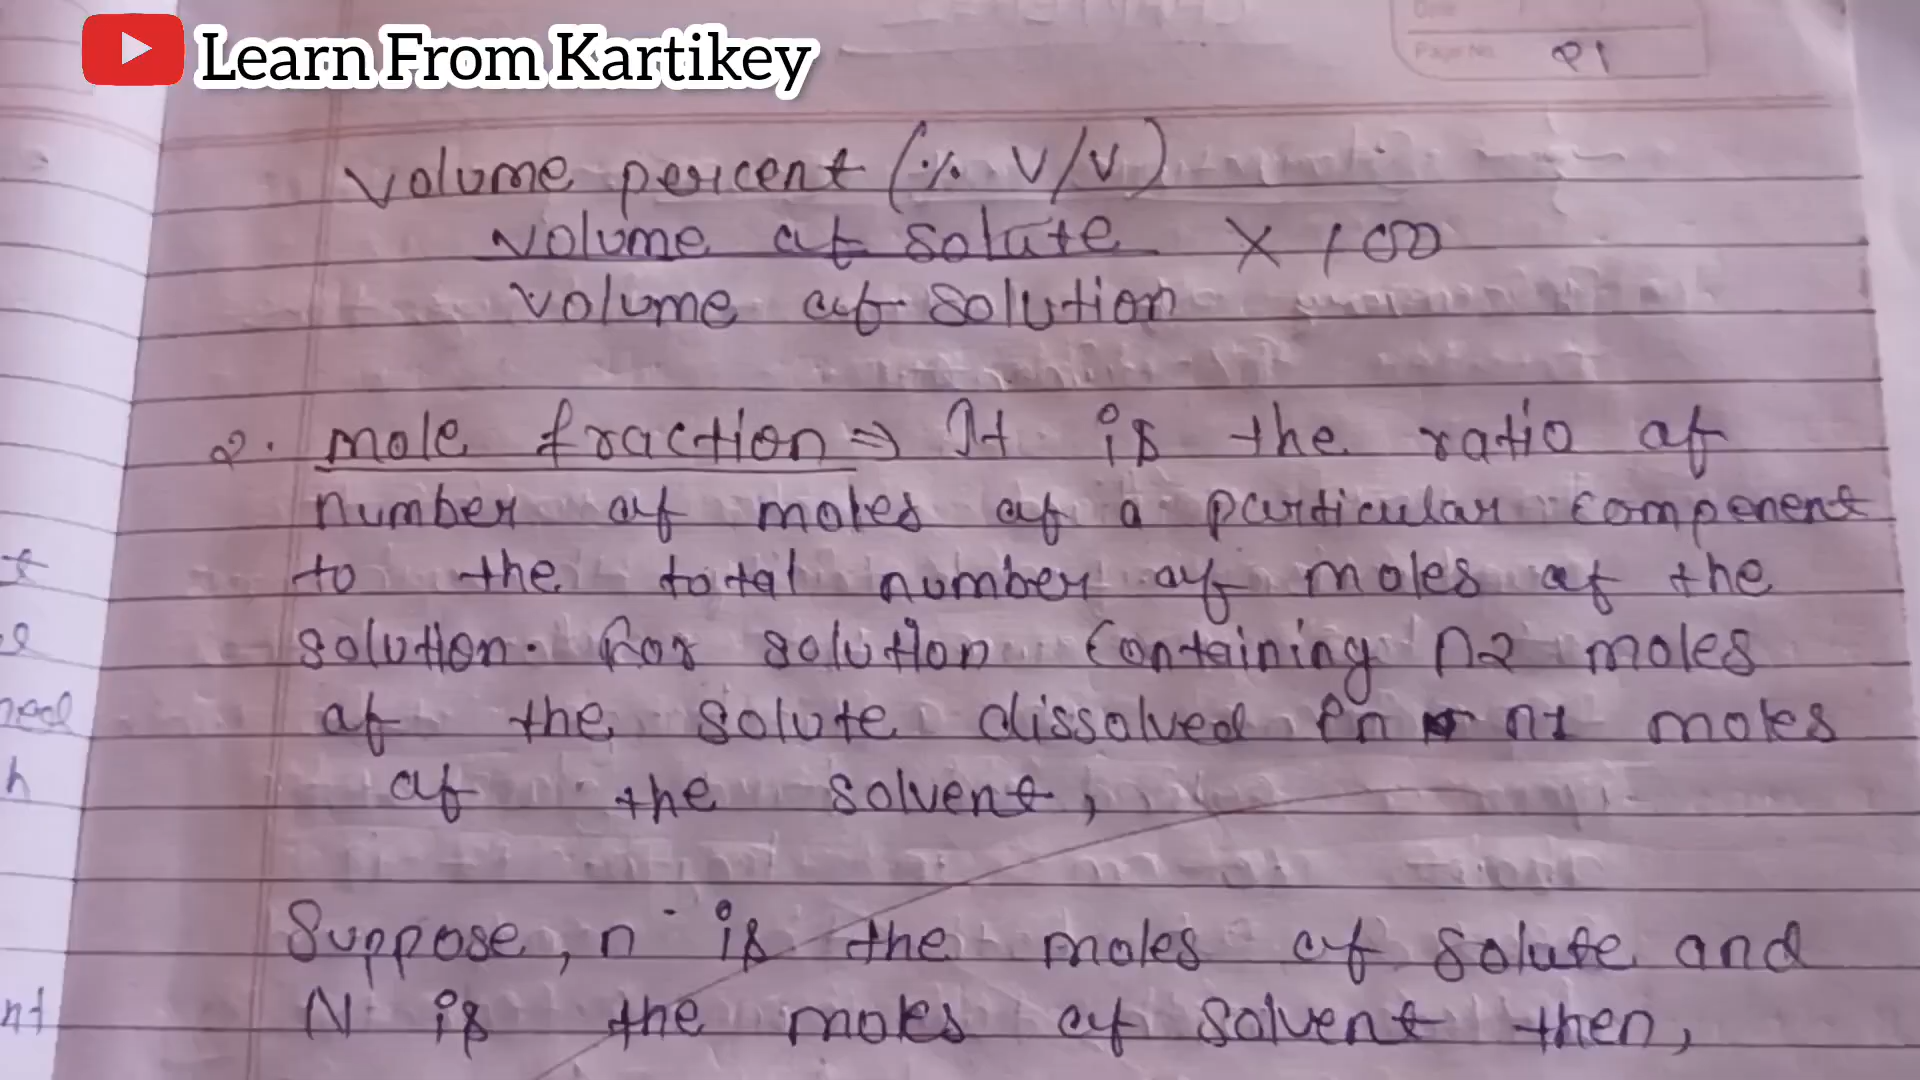 Learn From Kartikey
Page No. 21
volume percent (% V/V)
volume of solute × 100
volume of solution
2. mole fraction ⇒ It is the ratio of
number of moles of a particular compenent
to the total number of moles of the
solution. For solution containing n2 moles
of the solute dissolved in n1 moles
of the solvent,
Suppose, n is the moles of solute and
N is the moles of solvent then,